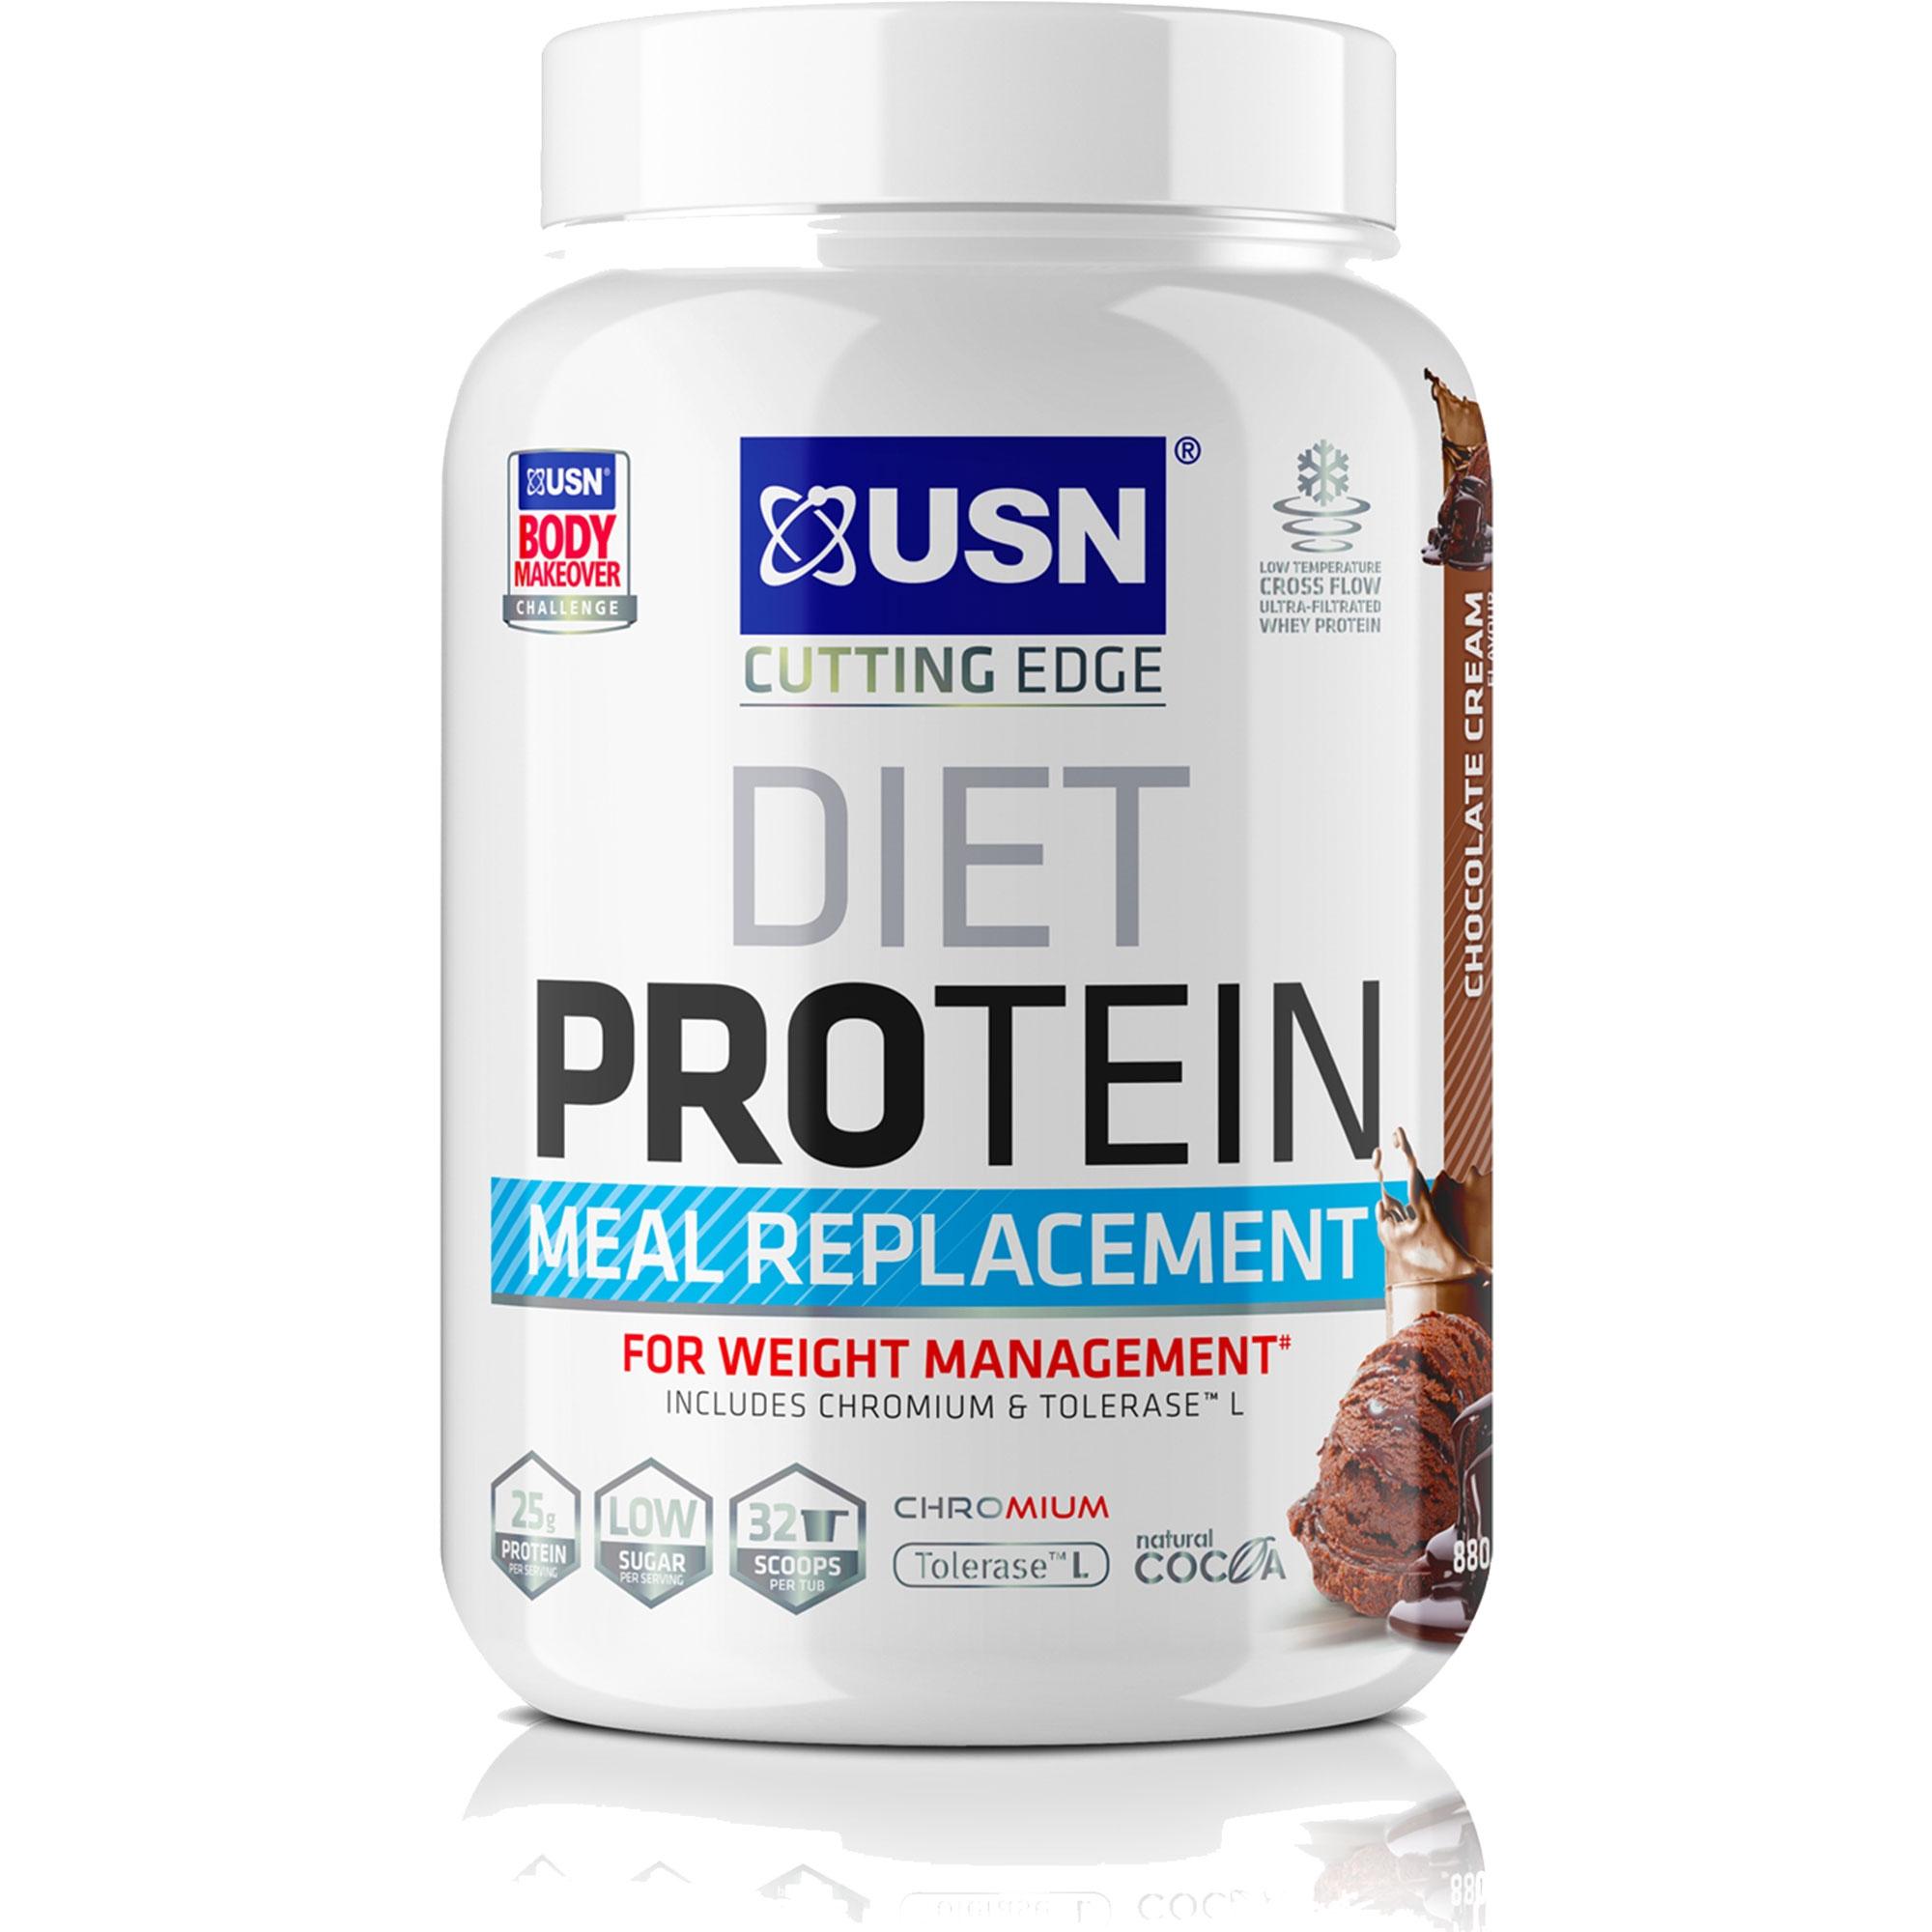 USN®
BODY
MAKEOVER
CHALLENGE
USN®
CUTTING EDGE
LOW TEMPERATURE
CROSS FLOW
ULTRA-FILTRATED
WHEY PROTEIN
DIET
PROTEIN
MEAL REPLACEMENT
FOR WEIGHT MANAGEMENT#
INCLUDES CHROMIUM & TOLERASE™ L
25g
PROTEIN
PER SERVING
LOW
SUGAR
PER SERVING
32
SCOOPS
PER TUB
CHROMIUM
Tolerase™ L
natural
COCOA
CHOCOLATE CREAM
FLAVOUR
880